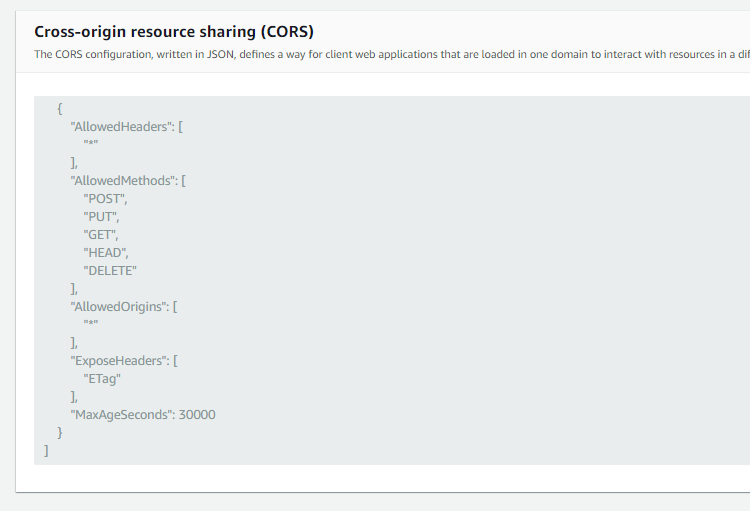 Cross-origin resource sharing (CORS)
The CORS configuration, written in JSON, defines a way for client web applications that are loaded in one domain to interact with resources in a
{
"AllowedHeaders": [
"*"
],
"AllowedMethods": [
"POST",
"PUT",
"GET",
"HEAD",
"DELETE"
],
"AllowedOrigins": [
"*"
],
"ExposeHeaders": [
"ETag"
],
"MaxAgeSeconds": 30000
}
]